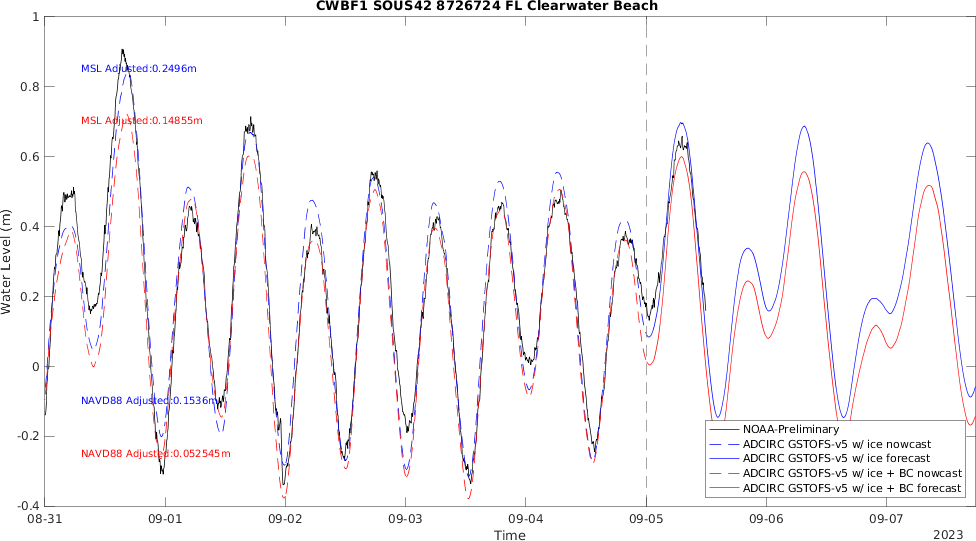 CWBF1 SOUS42 8726724 FL Clearwater Beach
1
0.8
0.6
0.4
0.2
0
-0.2
-0.4
Water Level (m)
MSL Adjusted:0.2496m
MSL Adjusted:0.14855m
NAVD88 Adjusted:0.1536m
NAVD88 Adjusted:0.052545m
NOAA-Preliminary
ADCIRC GSTOFS-v5 w/ ice nowcast
ADCIRC GSTOFS-v5 w/ ice forecast
ADCIRC GSTOFS-v5 w/ ice + BC nowcast
ADCIRC GSTOFS-v5 w/ ice + BC forecast
08-31 09-01 09-02 09-03 09-04 09-05 09-06 09-07
Time
2023